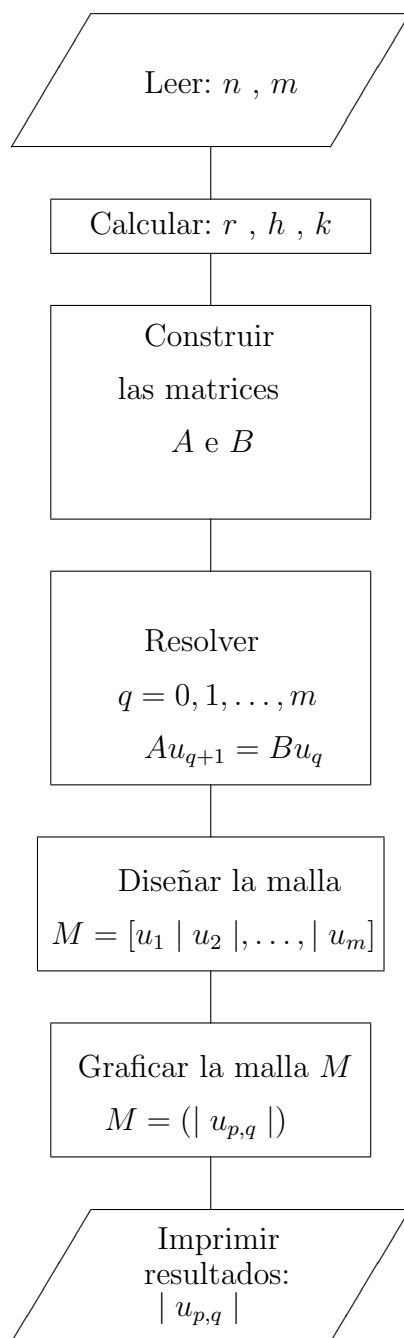 Leer: n , m
Calcular: r , h , k
Construir
las matrices
A e B
Resolver
q = 0, 1, . . . , m
Au_{q+1} = Bu_q
Diseñar la malla
M = [u_1 | u_2 |, . . . , | u_m]
Graficar la malla M
M = (| u_{p,q} |)
Imprimir
resultados:
| u_{p,q} |